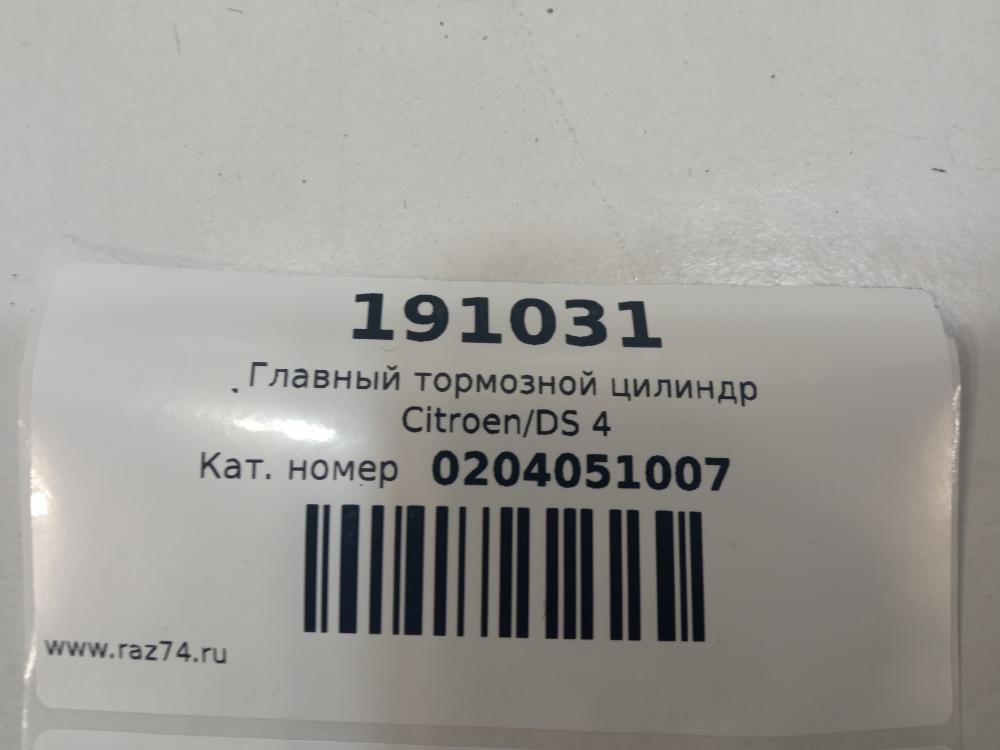 191031
Главный тормозной цилиндр
Citroen/DS 4
Кат. номер 0204051007
www.raz74.ru